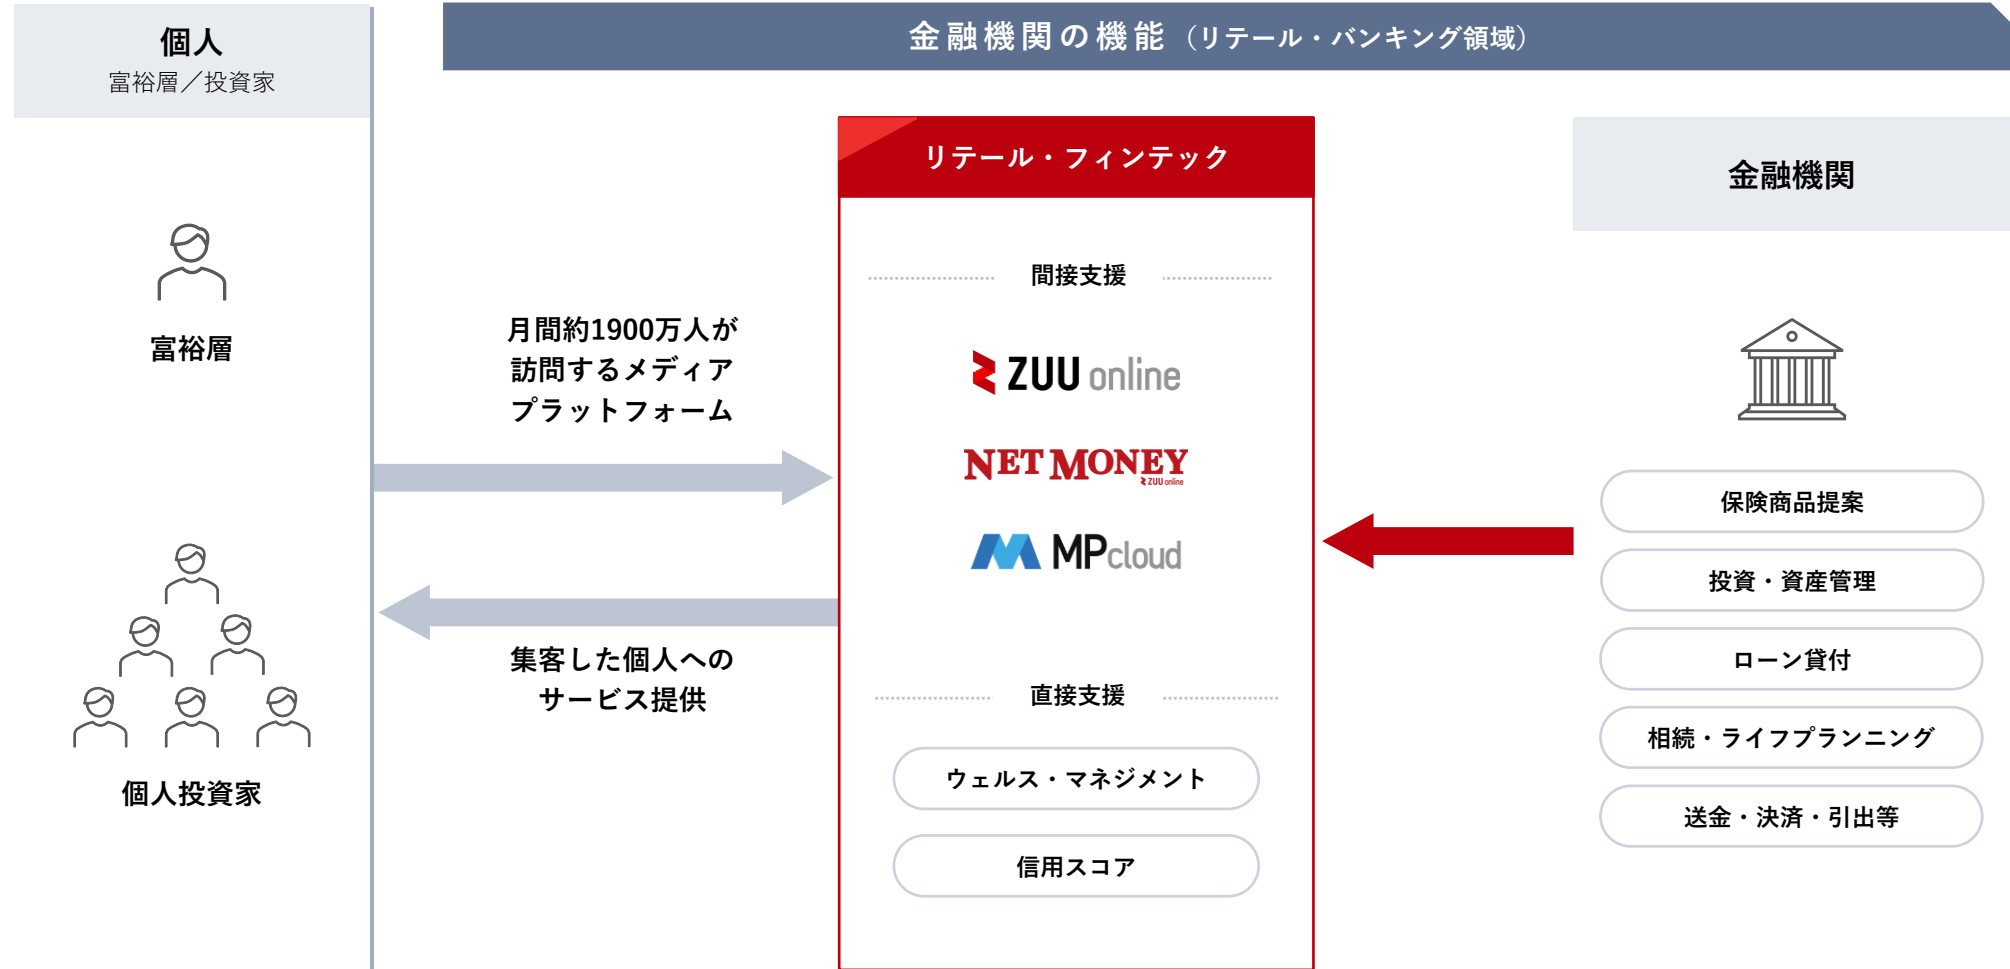 個人
富裕層／投資家
金融機関の機能（リテール・バンキング領域）
富裕層
個人投資家
月間約1900万人が
訪問するメディア
プラットフォーム
集客した個人への
サービス提供
リテール・フィンテック
間接支援
ZUU online
NET MONEY
ZUU online
MPcloud
直接支援
ウェルス・マネジメント
信用スコア
金融機関
保険商品提案
投資・資産管理
ローン貸付
相続・ライフプランニング
送金・決済・引出等